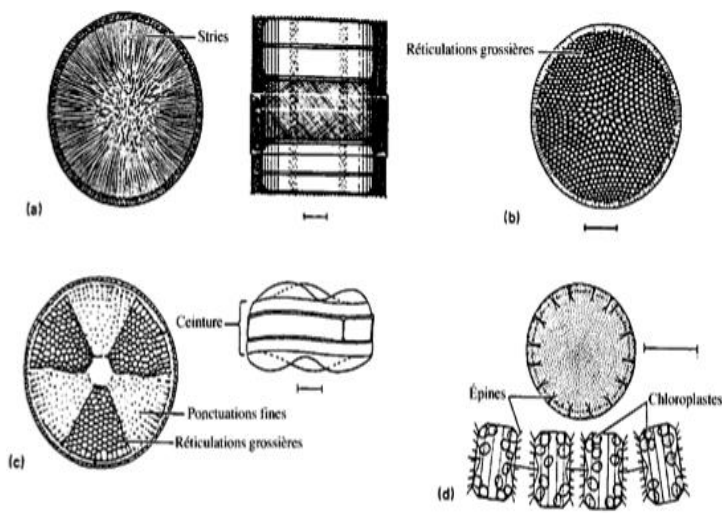 Stries
(a)
Réticulations grossières
(b)
Ceinture
Ponctuations fines
Réticulations grossières
(c)
Épines
Chloroplastes
(d)